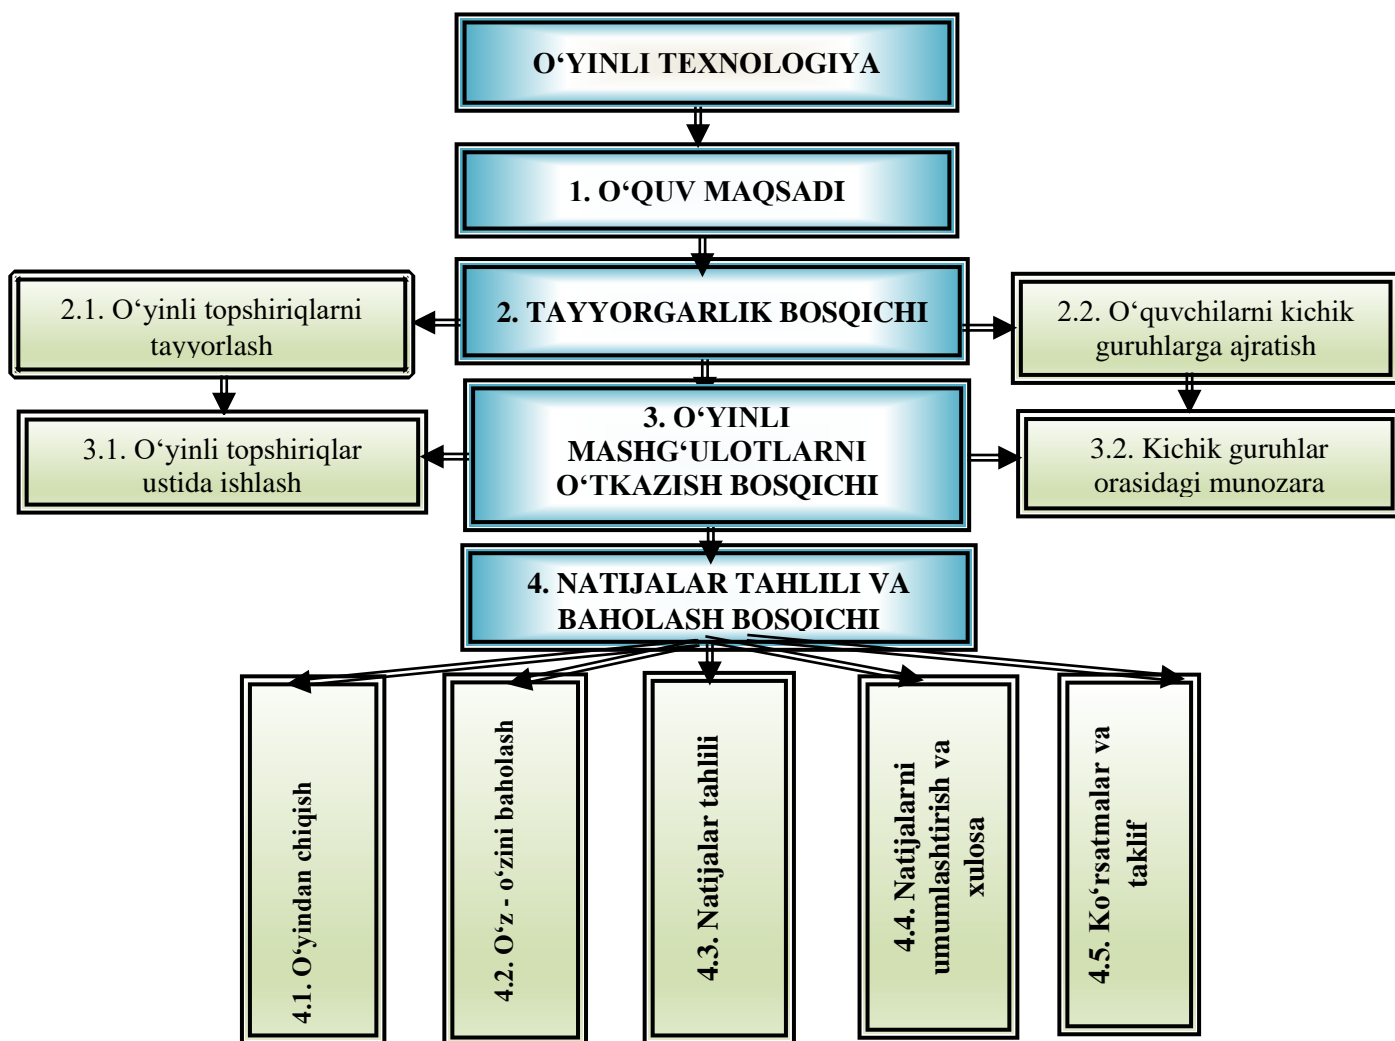 O‘YINLI TEXNOLOGIYA
1. O‘QUV MAQSADI
2. TAYYORGARLIK BOSQICHI
2.1. O‘yinli topshiriqlarni
tayyorlash
2.2. O‘quvchilarni kichik
guruhlarga ajratish
3. O‘YINLI
MASHG‘ULOTLARNI
O‘TKAZISH BOSQICHI
3.1. O‘yinli topshiriqlar
ustida ishlash
3.2. Kichik guruhlar
orasidagi munozara
4. NATIJALAR TAHLILI VA
BAHOLASH BOSQICHI
4.1. O‘yindan chiqish
4.2. O‘z - o‘zini baholash
4.3. Natijalar tahlili
4.4. Natijalarni
umumlashtirish va
xulosa
4.5. Ko‘rsatmalar va
taklif